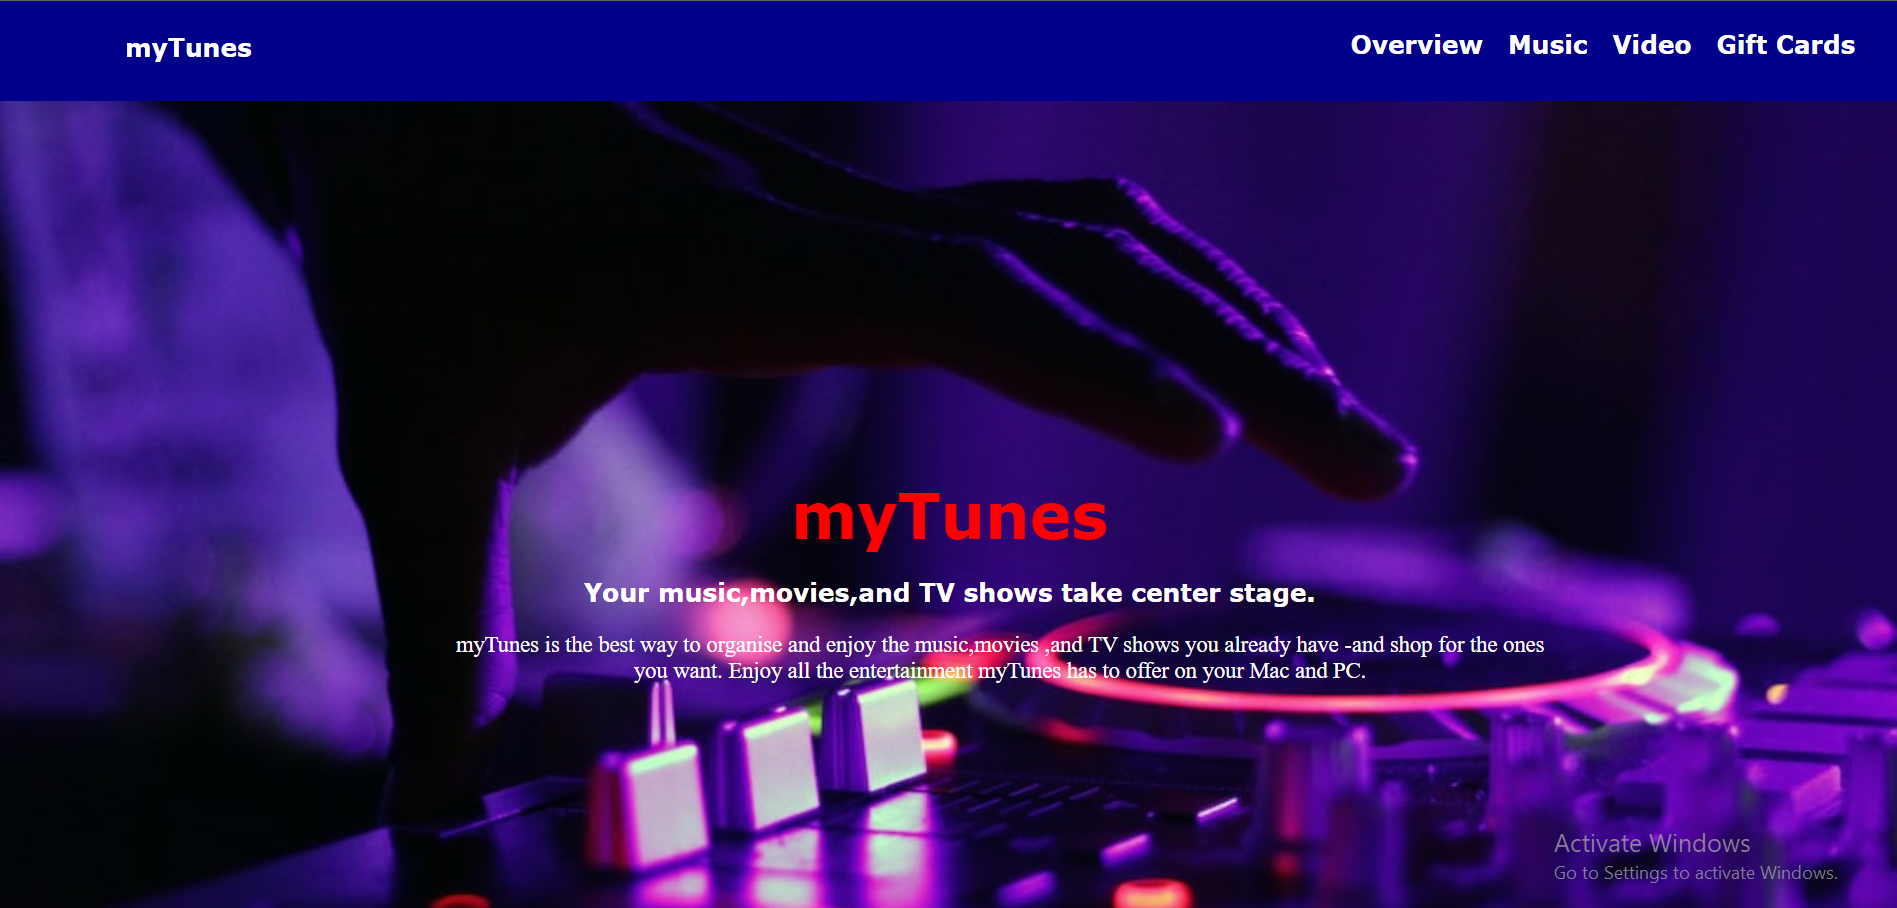 myTunes
Overview Music Video Gift Cards
myTunes
Your music,movies,and TV shows take center stage.
myTunes is the best way to organise and enjoy the music,movies ,and TV shows you already have -and shop for the ones
you want. Enjoy all the entertainment myTunes has to offer on your Mac and PC.
Activate Windows
Go to Settings to activate Windows.